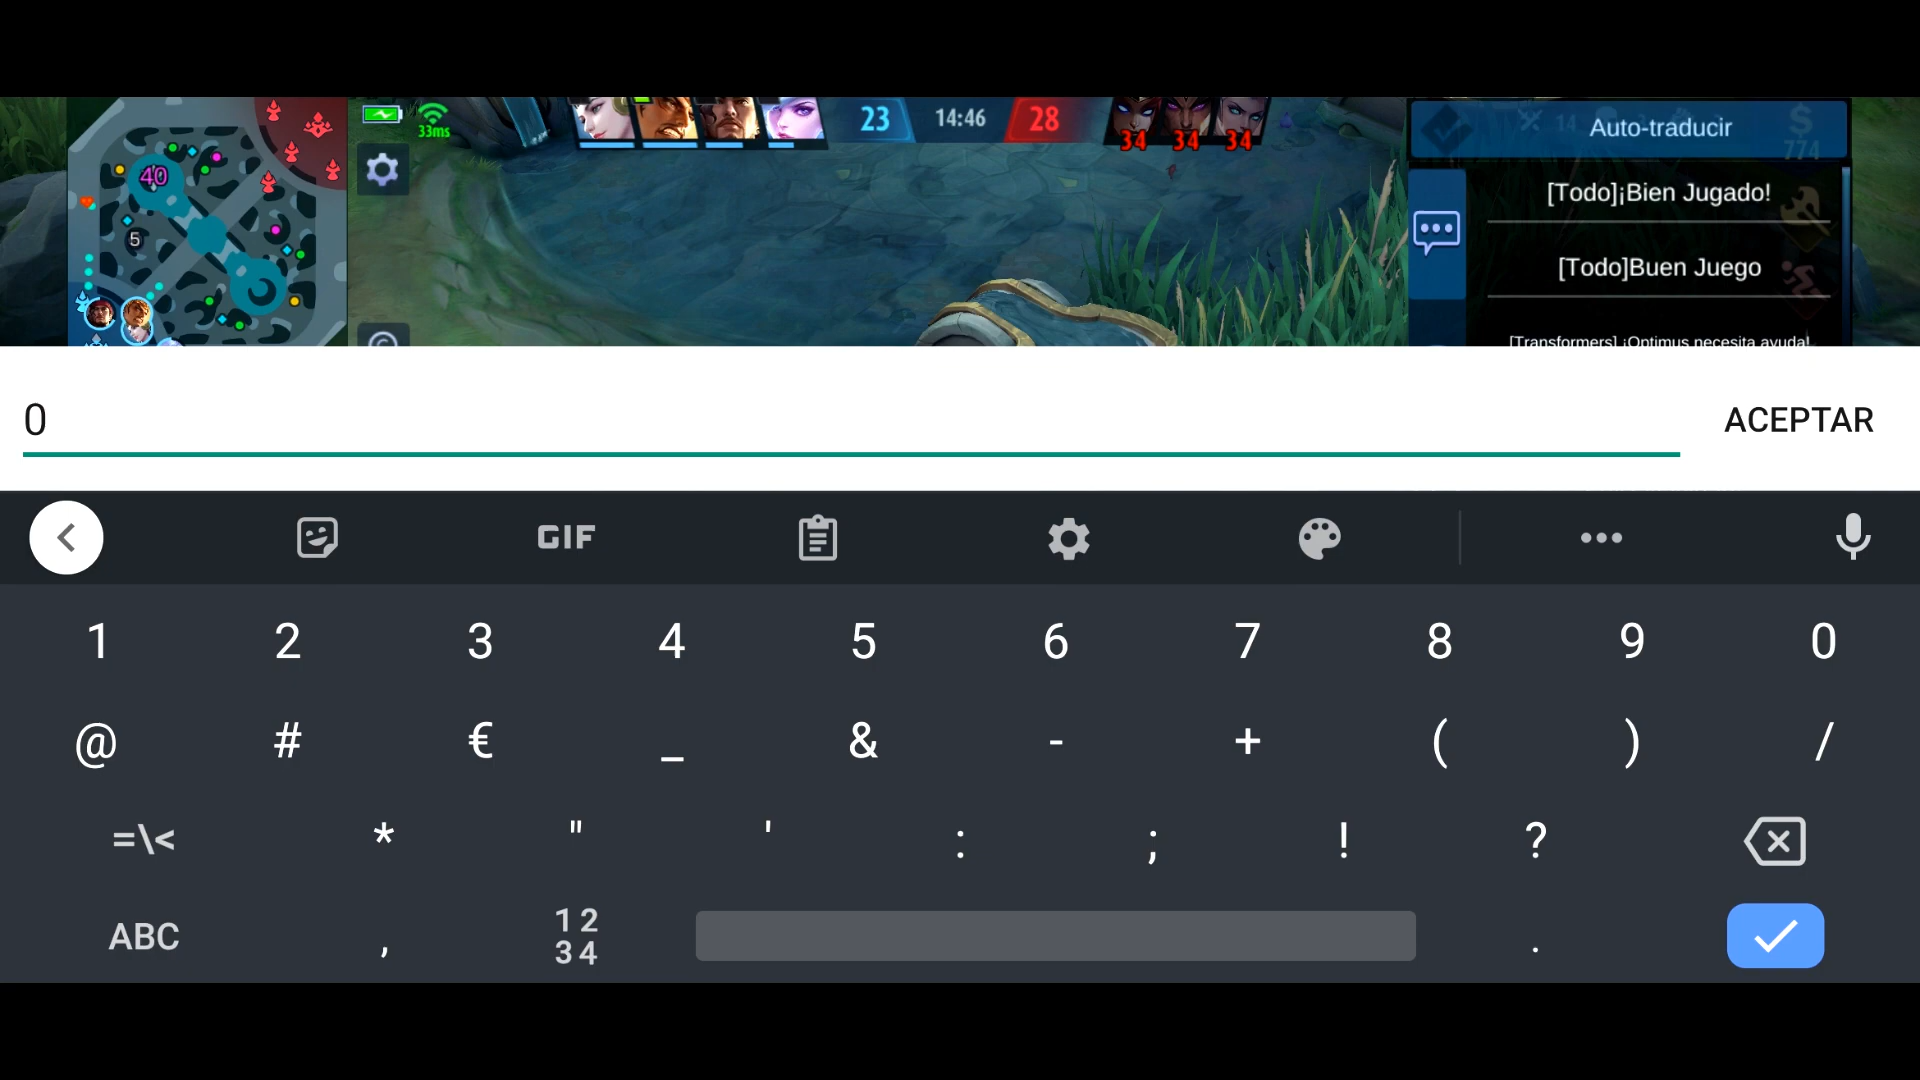 40
5
33ms
23 14:46 28
34 34 34
Auto-traducir
14
774
[Todo]¡Bien Jugado!
[Todo]Buen Juego
[Transformers] ¡Optimus necesita ayuda!
0
ACEPTAR
GIF
1 2 3 4 5 6 7 8 9 0
@ # € _ & - + ( ) /
=\< * " ' : ; ! ?
ABC , 12 .
34